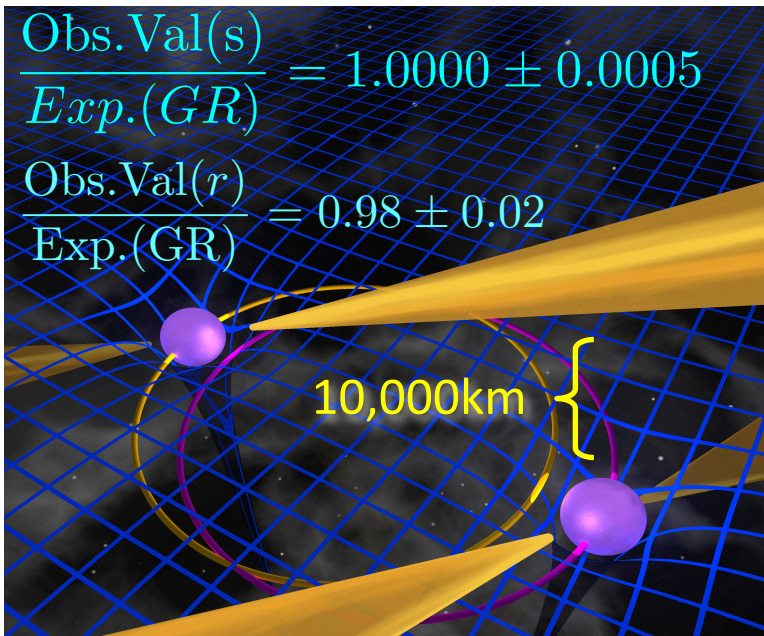 Obs.Val(s)
Exp.(GR) = 1.0000 ± 0.0005
Obs.Val(r)
Exp.(GR) = 0.98 ± 0.02
10,000km